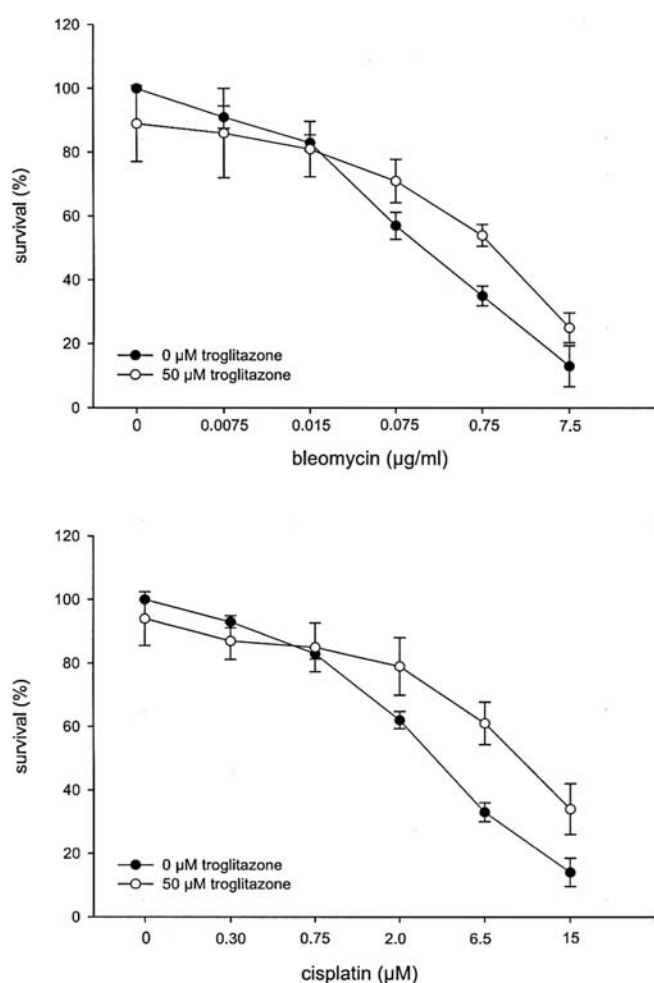 120
100
80
60
40
20
0
survival (%)
0 µM troglitazone
50 µM troglitazone
0 0.0075 0.015 0.075 0.75 7.5
bleomycin (µg/ml)
120
100
80
60
40
20
0
survival (%)
0 µM troglitazone
50 µM troglitazone
0 0.30 0.75 2.0 6.5 15
cisplatin (µM)